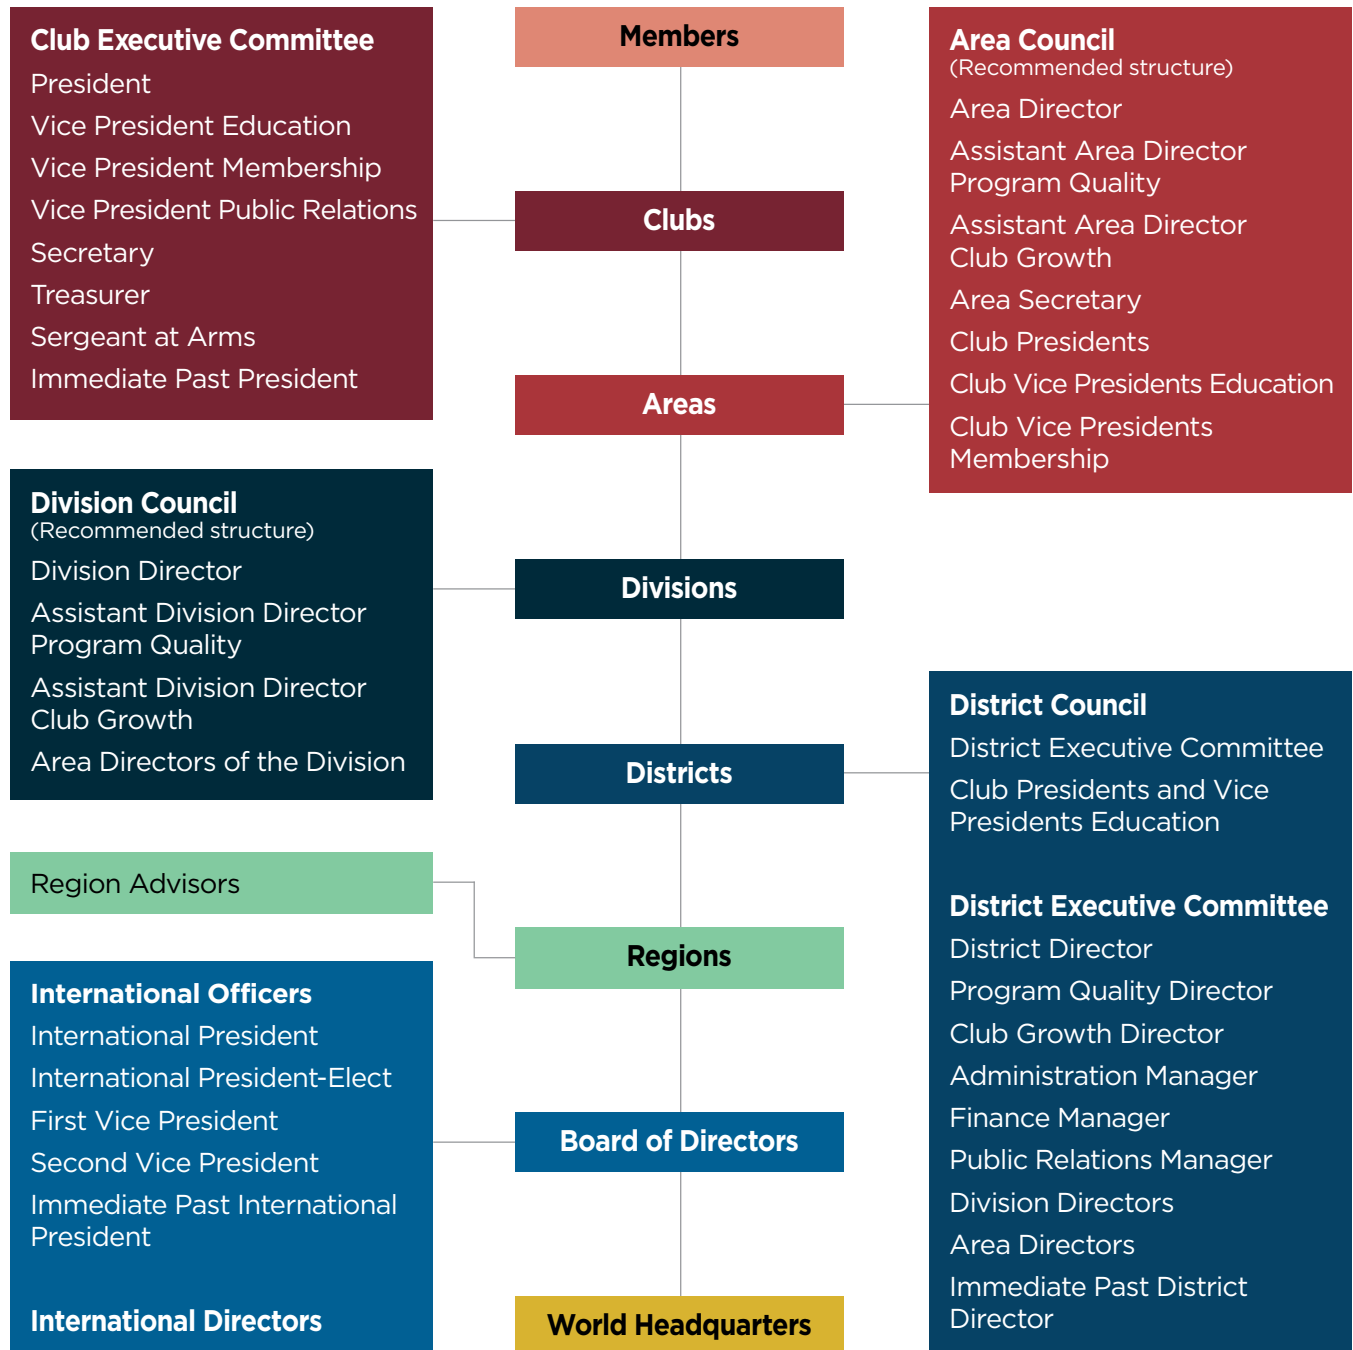 Club Executive Committee
President
Vice President Education
Vice President Membership
Vice President Public Relations
Secretary
Treasurer
Sergeant at Arms
Immediate Past President
Members
Clubs
Areas
Area Council
(Recommended structure)
Area Director
Assistant Area Director
Program Quality
Assistant Area Director
Club Growth
Area Secretary
Club Presidents
Club Vice Presidents Education
Club Vice Presidents
Membership
Division Council
(Recommended structure)
Division Director
Assistant Division Director
Program Quality
Assistant Division Director
Club Growth
Area Directors of the Division
Divisions
Districts
District Council
District Executive Committee
Club Presidents and Vice
Presidents Education
District Executive Committee
District Director
Program Quality Director
Club Growth Director
Administration Manager
Finance Manager
Public Relations Manager
Division Directors
Area Directors
Immediate Past District
Director
Region Advisors
Regions
International Officers
International President
International President-Elect
First Vice President
Second Vice President
Immediate Past International
President
International Directors
Board of Directors
World Headquarters